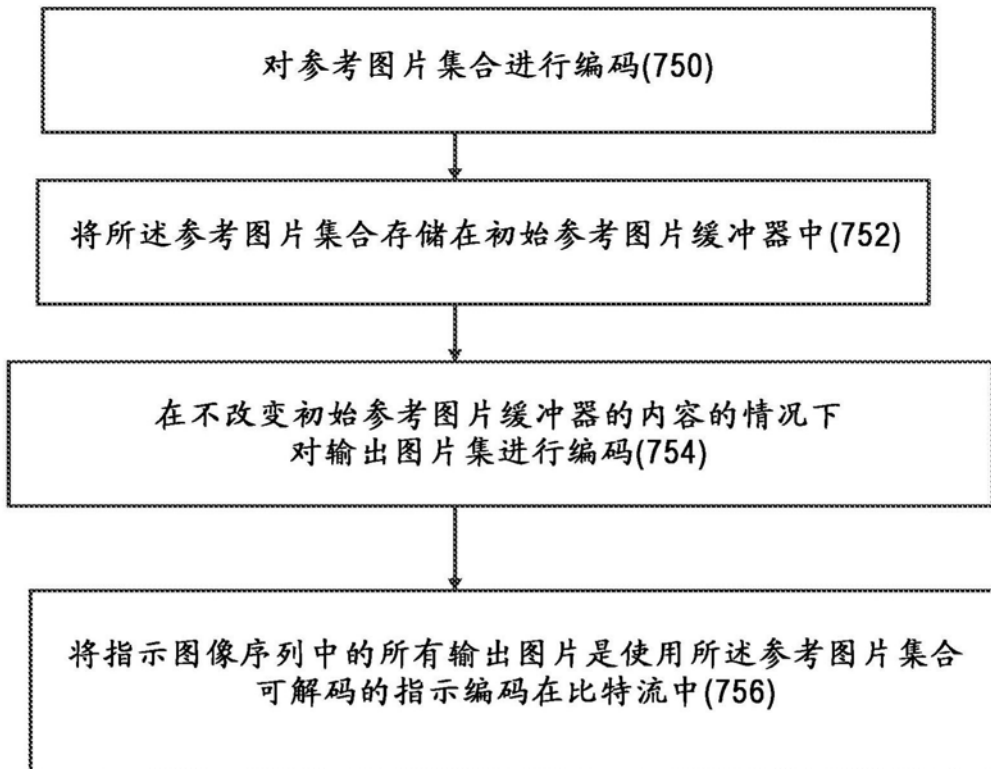 对参考图片集合进行编码(750)
将所述参考图片集合存储在初始参考图片缓冲器中(752)
在不改变初始参考图片缓冲器的内容的情况下
对输出图片集进行编码(754)
将指示图像序列中的所有输出图片是使用所述参考图片集合
可解码的指示编码在比特流中(756)